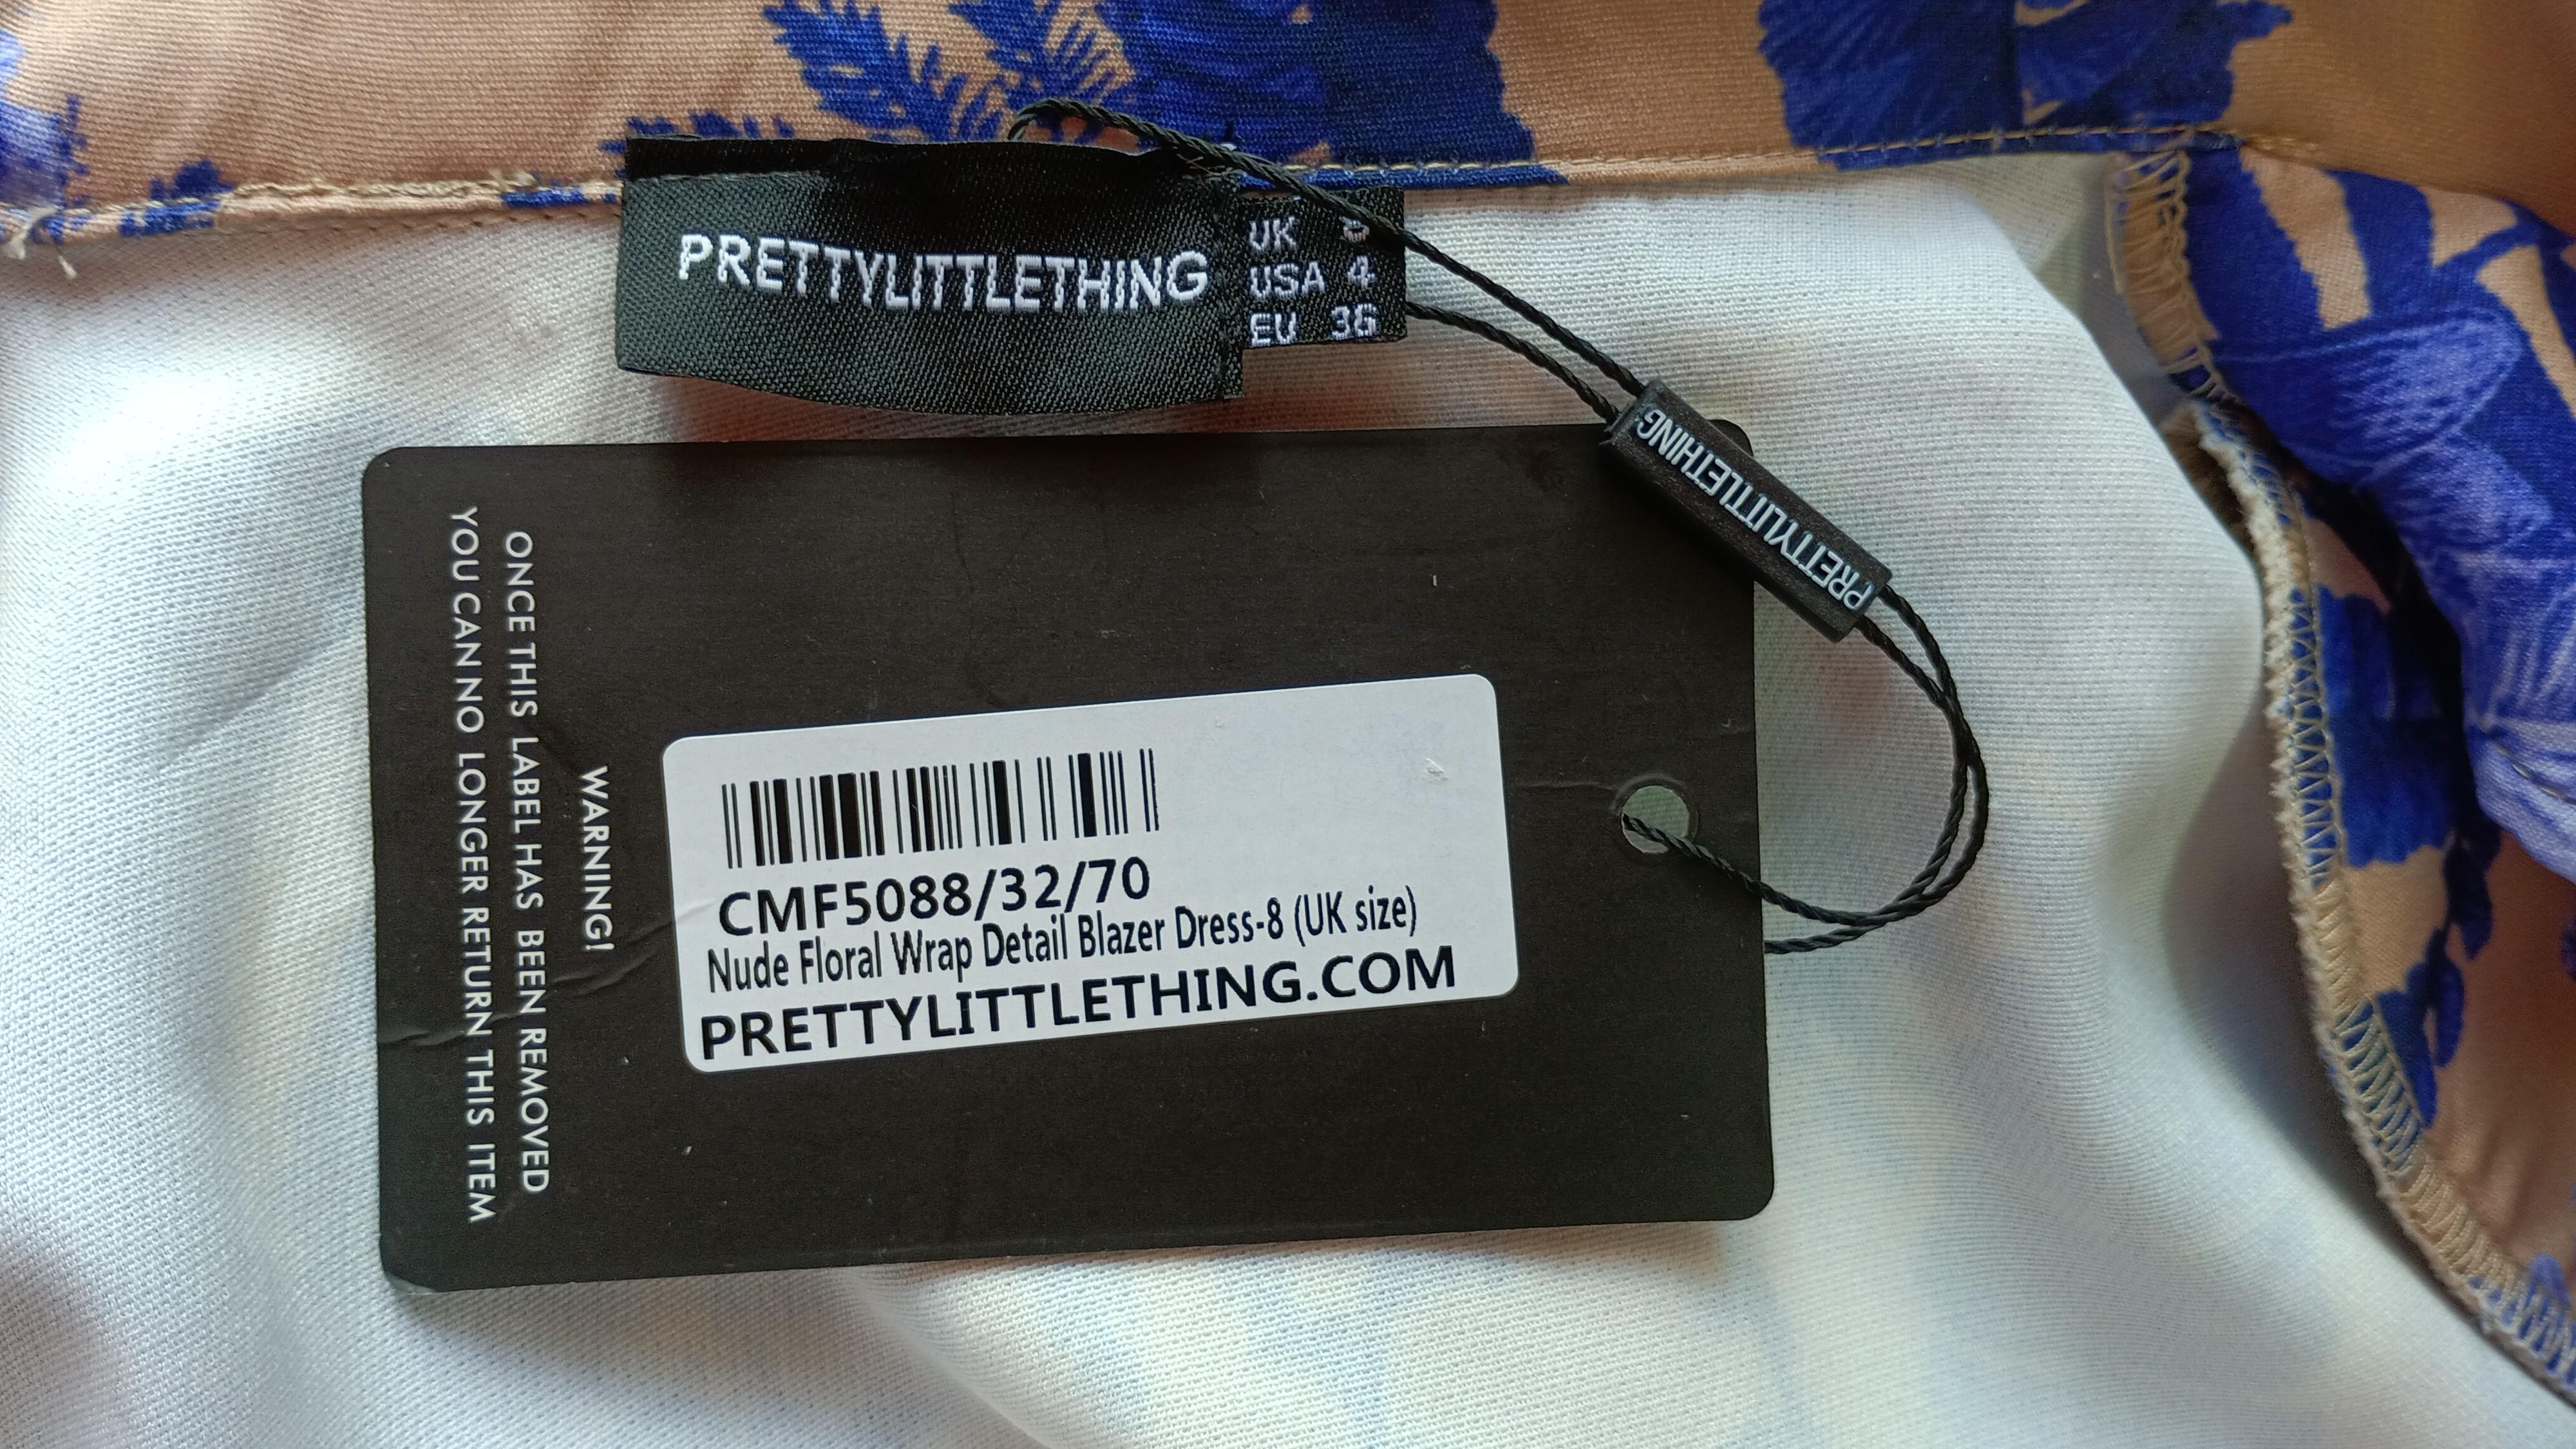 PRETTYLITTLETHING
UK 8
USA 4
EU 36
PRETTYLITTLETHING
CMF5088/32/70
Nude Floral Wrap Detail Blazer Dress-8 (UK size)
PRETTYLITTLETHING.COM
WARNING!
ONCE THIS LABEL HAS BEEN REMOVED
YOU CAN NO LONGER RETURN THIS ITEM